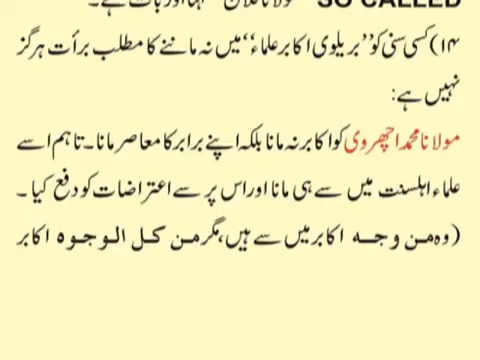 SO CALLED
۱۴) کسی سنی کو ’’بریلوی اکابر علماء‘‘ میں نہ ماننے کا مطلب برأت ہرگز
نہیں ہے:
مولانا محمد اچھروی کو اکابر نہ مانا بلکہ اپنے برابر کا معاصر مانا۔ تاہم اسے
علماء اہلسنت میں سے ہی مانا اور اس پر سے اعتراضات کو دفع کیا۔
(وہ من وجہ اکابر میں سے ہیں، مگر من کل الوجوہ اکابر